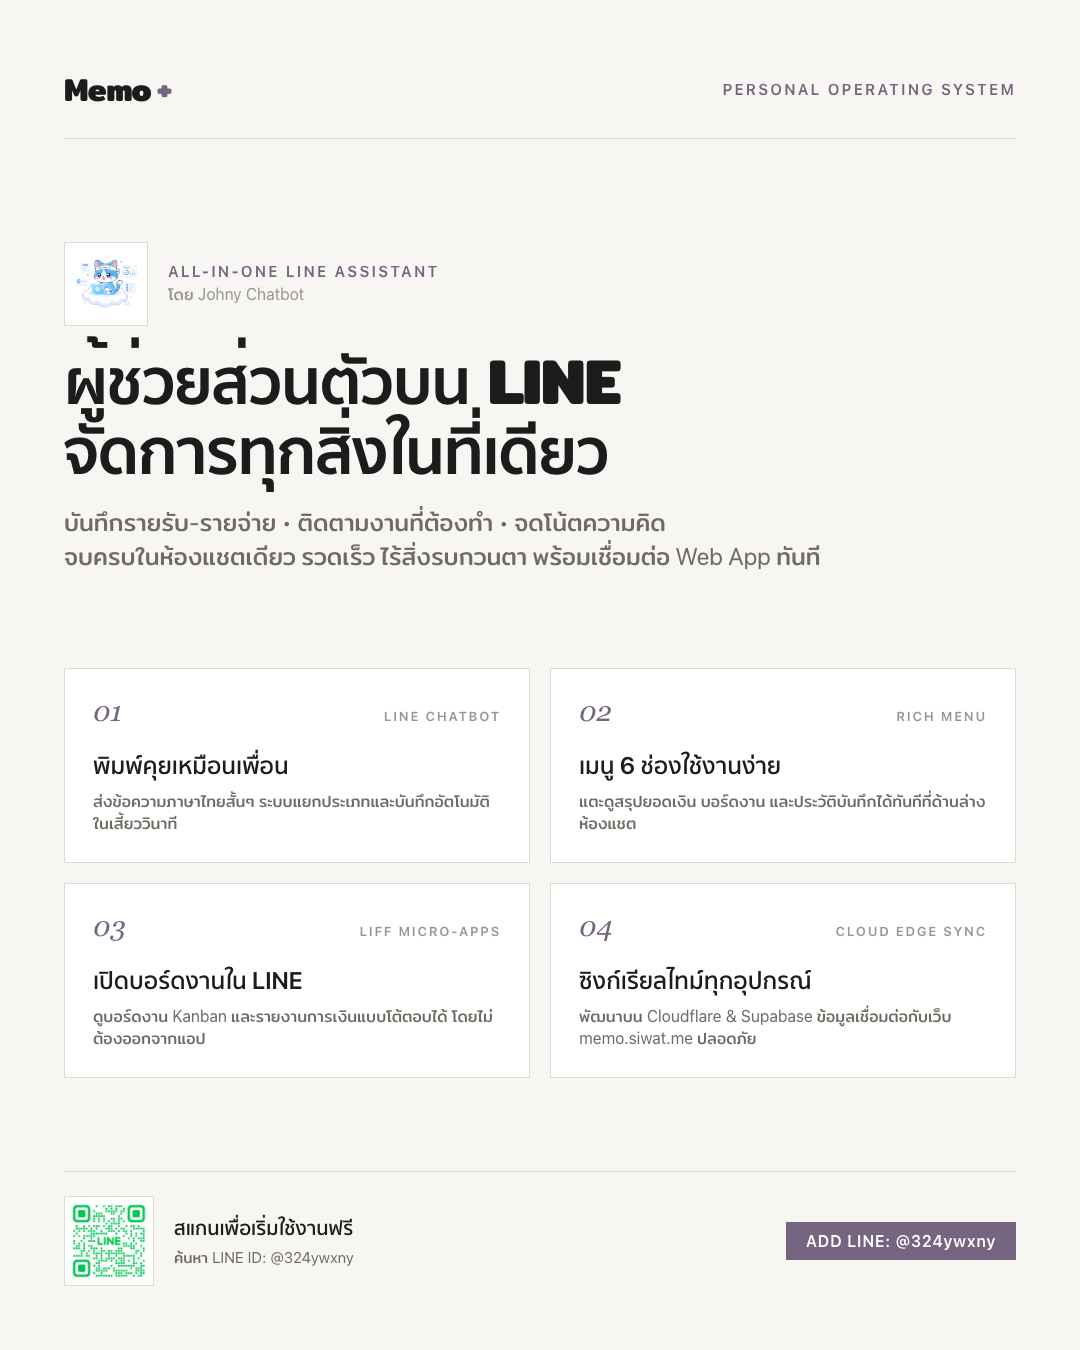 Memo +
PERSONAL OPERATING SYSTEM
ALL-IN-ONE LINE ASSISTANT
โดย Johny Chatbot
ผู้ช่วยส่วนตัวบน LINE
จัดการทุกสิ่งในที่เดียว
บันทึกรายรับ-รายจ่าย • ติดตามงานที่ต้องทำ • จดโน้ตความคิด
จบครบในห้องแชตเดียว รวดเร็ว ไร้สิ่งรบกวนตา พร้อมเชื่อมต่อ Web App ทันที
01
LINE CHATBOT
พิมพ์คุยเหมือนเพื่อน
ส่งข้อความภาษาไทยสั้นๆ ระบบแยกประเภทและบันทึกอัตโนมัติ
ในเสี้ยววินาที
02
RICH MENU
เมนู 6 ช่องใช้งานง่าย
แตะดูสรุปยอดเงิน บอร์ดงาน และประวัติบันทึกได้ทันทีที่ด้านล่าง
ห้องแชต
03
LIFF MICRO-APPS
เปิดบอร์ดงานใน LINE
ดูบอร์ดงาน Kanban และรายงานการเงินแบบโต้ตอบได้ โดยไม่
ต้องออกจากแอป
04
CLOUD EDGE SYNC
ซิงก์เรียลไทม์ทุกอุปกรณ์
พัฒนาบน Cloudflare & Supabase ข้อมูลเชื่อมต่อกับเว็บ
memo.siwat.me ปลอดภัย
LINE
สแกนเพื่อเริ่มใช้งานฟรี
ค้นหา LINE ID: @324ywxny
ADD LINE: @324ywxny